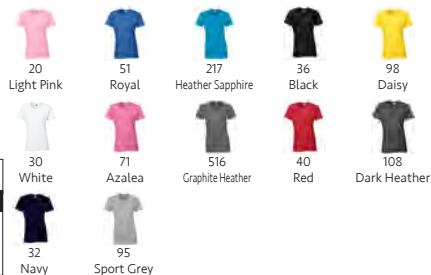 20
Light Pink
51
Royal
217
Heather Sapphire
36
Black
98
Daisy
30
White
71
Azalea
516
Graphite Heather
40
Red
108
Dark Heather
32
Navy
95
Sport Grey